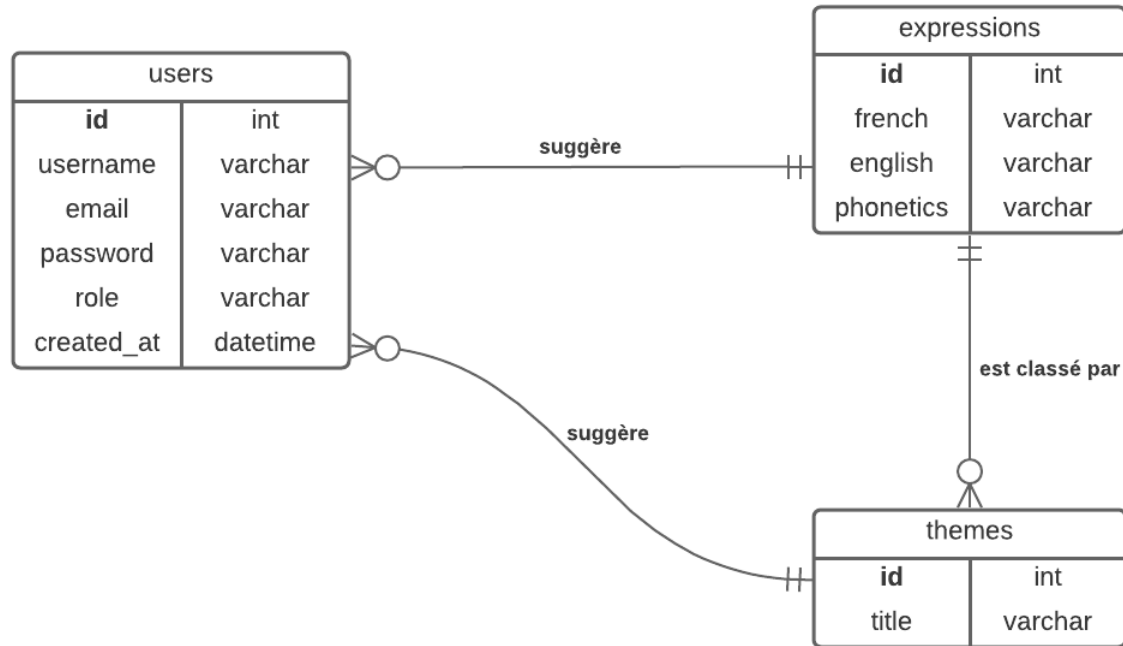 users
id int
username varchar
email varchar
password varchar
role varchar
created_at datetime
suggère
expressions
id int
french varchar
english varchar
phonetics varchar
est classé par
suggère
themes
id int
title varchar